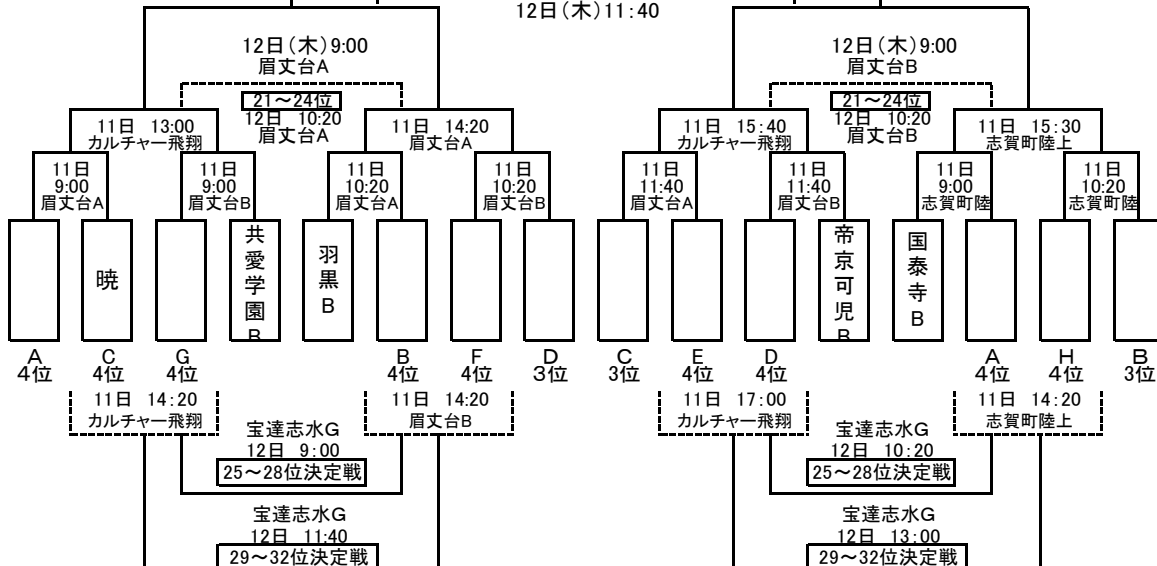 12日(木)11:40
12日(木)9:00
眉丈台A
12日(木)9:00
眉丈台B
21～24位
12日 10:20
眉丈台A
21～24位
12日 10:20
眉丈台B
11日 13:00
カルチャー飛翔
11日 14:20
眉丈台A
11日 15:40
カルチャー飛翔
11日 15:30
志賀町陸上
11日
9:00
眉丈台A
11日
9:00
眉丈台B
11日
10:20
眉丈台A
11日
10:20
眉丈台B
11日
11:40
眉丈台A
11日
11:40
眉丈台B
11日
9:00
志賀町陸
11日
10:20
志賀町陸
暁
共愛学園B
羽黒B
帝京可児B
国泰寺B
A
4位
C
4位
G
4位
B
4位
F
4位
D
3位
C
3位
E
4位
D
4位
A
4位
H
4位
B
3位
11日 14:20
カルチャー飛翔
11日 14:20
眉丈台B
11日 17:00
カルチャー飛翔
11日 14:20
志賀町陸上
宝達志水G
12日 9:00
25～28位決定戦
宝達志水G
12日 10:20
25～28位決定戦
宝達志水G
12日 11:40
29～32位決定戦
宝達志水G
12日 13:00
29～32位決定戦